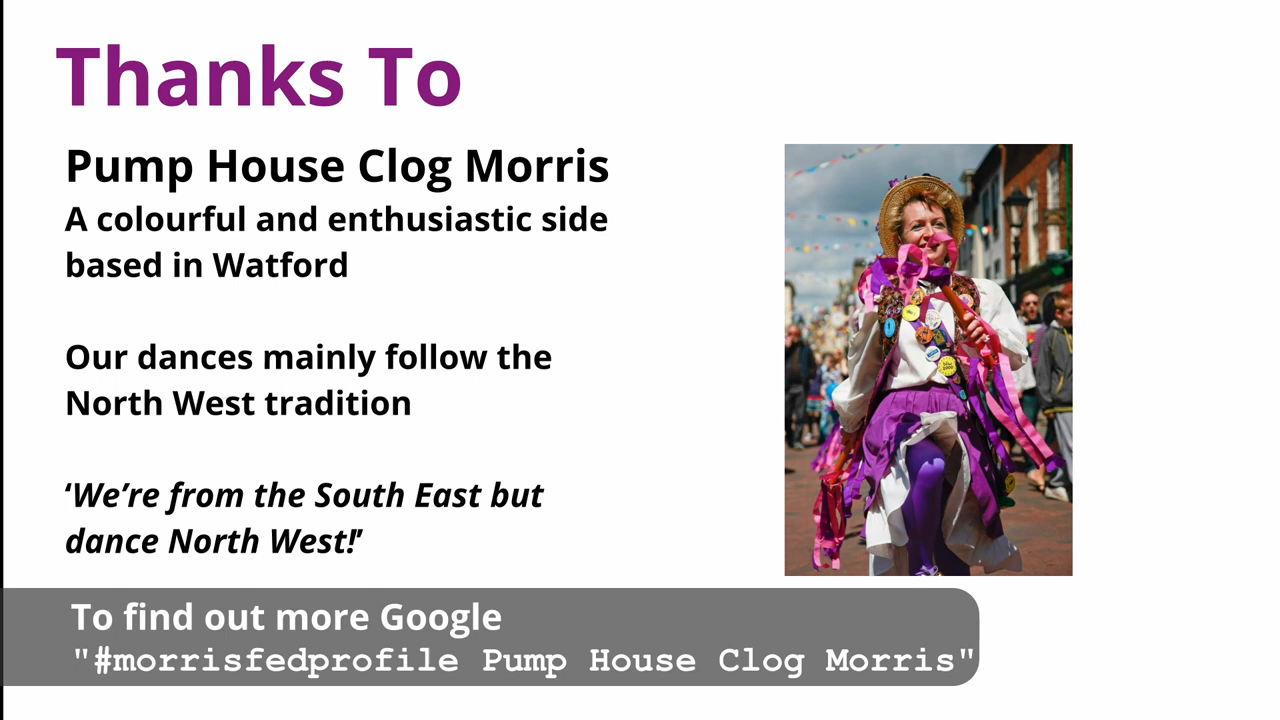 Thanks To
Pump House Clog Morris
A colourful and enthusiastic side
based in Watford
Our dances mainly follow the
North West tradition
‘We’re from the South East but
dance North West!’
To find out more Google
"#morrisfedprofile Pump House Clog Morris"